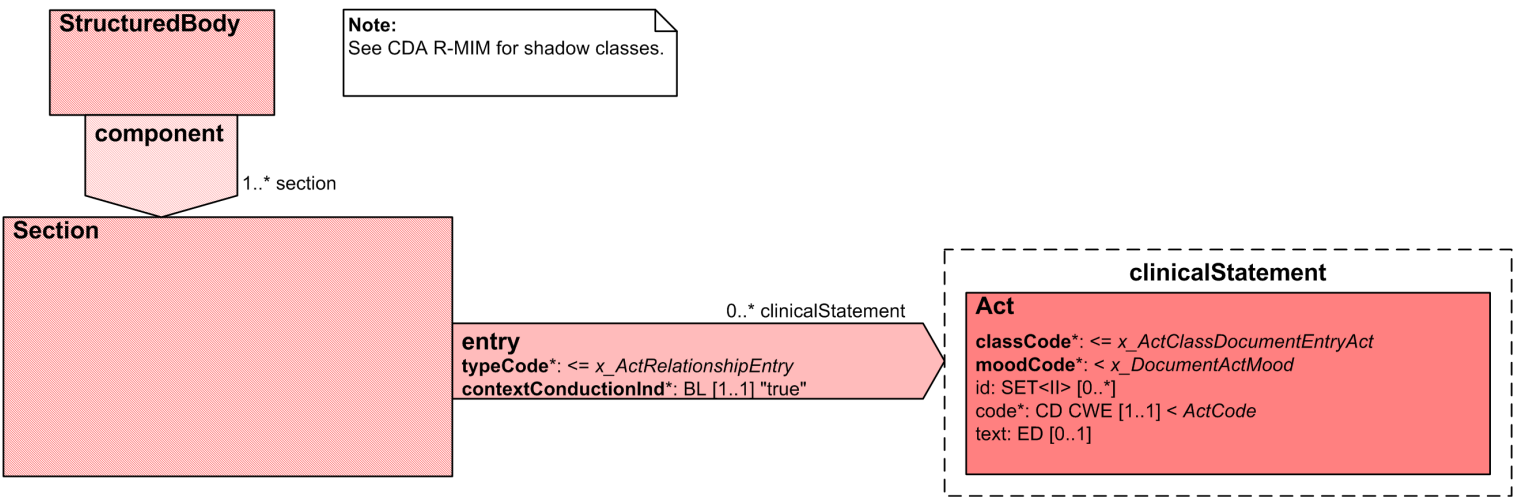 StructuredBody
Note:
See CDA R-MIM for shadow classes.
component
1..* section
Section
clinicalStatement
0..* clinicalStatement
entry
typeCode*: <= x_ActRelationshipEntry
contextConductionInd*: BL [1..1] "true"
Act
classCode*: <= x_ActClassDocumentEntryAct
moodCode*: < x_DocumentActMood
id: SET<II> [0..*]
code*: CD CWE [1..1] < ActCode
text: ED [0..1]